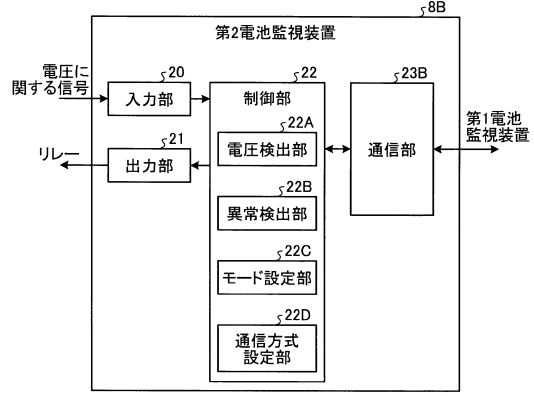 8B
第2電池監視装置
電圧に
関する信号
20
入力部
22
制御部
23B
通信部
第1電池
監視装置
リレー
21
出力部
22A
電圧検出部
22B
異常検出部
22C
モード設定部
22D
通信方式
設定部